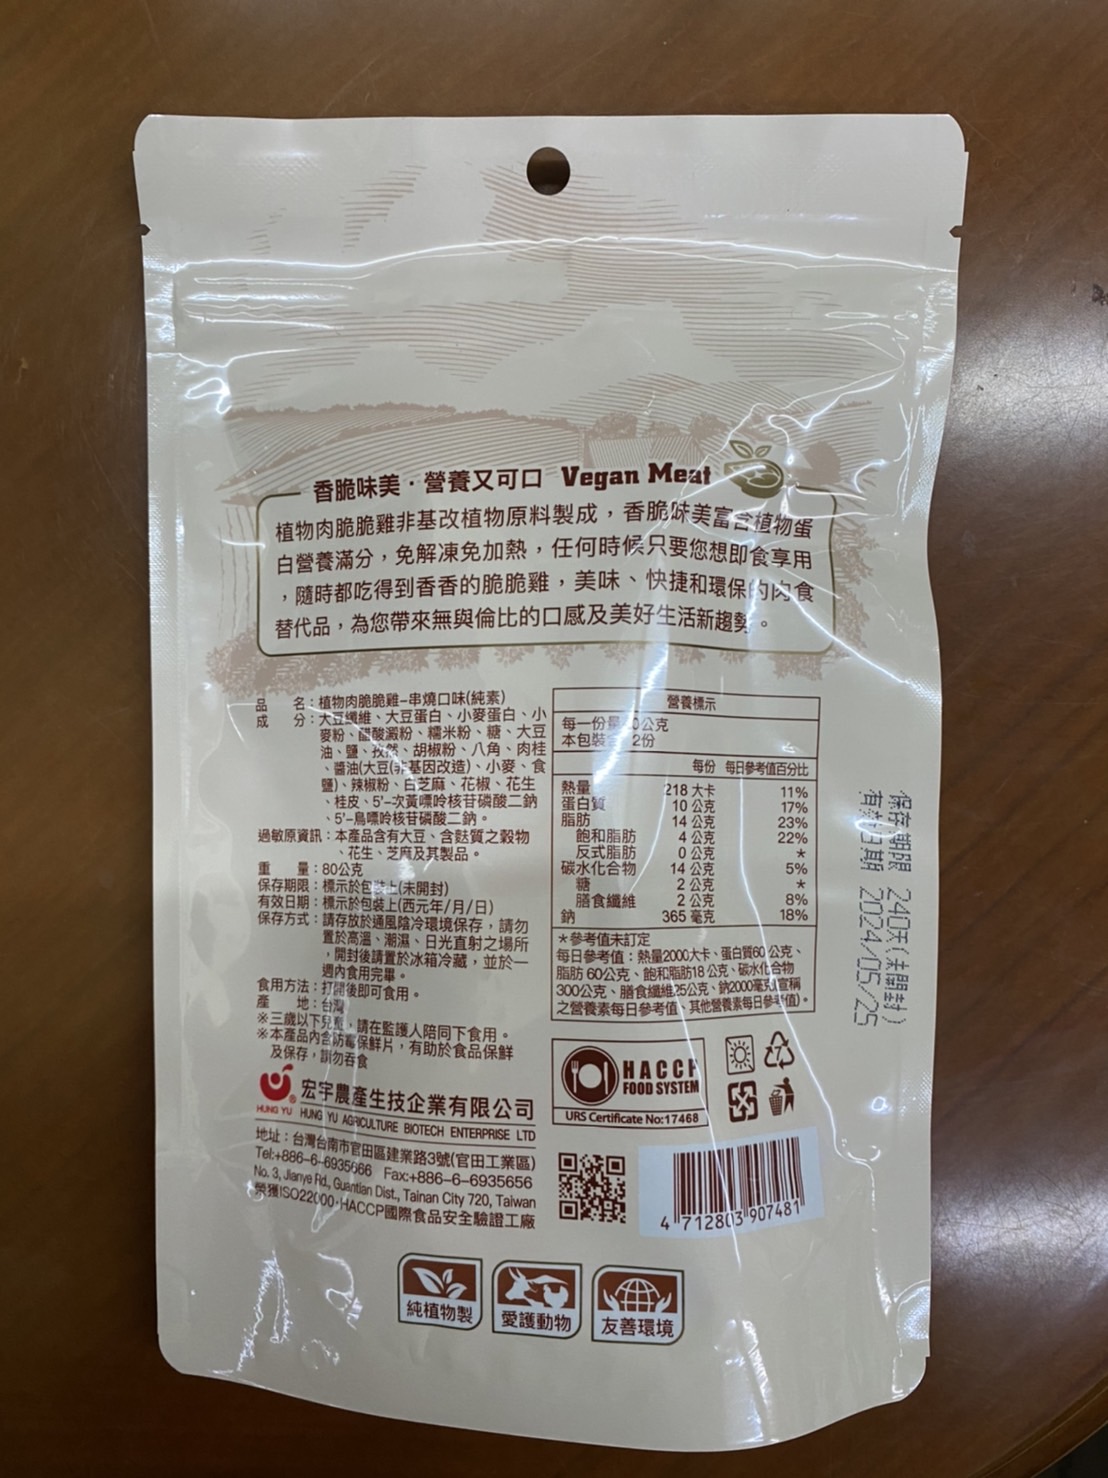 香脆味美·營養又可口 Vegan Meat
植物肉脆脆雞非基改植物原料製成，香脆味美富含植物蛋
白營養滿分，免解凍免加熱，任何時候只要您想即食享用
，隨時都吃得到香香的脆脆雞，美味、快捷和環保的肉食
替代品，為您帶來無與倫比的口感及美好生活新趨勢。
品　　名：植物肉脆脆雞-串燒口味(純素)
成　　分：大豆纖維、大豆蛋白、小麥蛋白、小
麥粉、醋酸澱粉、糯米粉、糖、大豆
油、鹽、孜然、胡椒粉、八角、肉桂
、醬油(大豆(非基因改造)、小麥、食
鹽)、辣椒粉、白芝麻、花椒、花生
、桂皮、5'-次黃嘌呤核苷磷酸二鈉
、5'-鳥嘌呤核苷磷酸二鈉。
過敏原資訊：本產品含有大豆、含麩質之穀物
、花生、芝麻及其製品。
重　　量：80公克
保存期限：標示於包裝上(未開封)
有效日期：標示於包裝上(西元年/月/日)
保存方式：請存放於通風陰冷環境保存，請勿
置於高溫、潮濕、日光直射之場所
，開封後請置於冰箱冷藏，並於一
週內食用完畢。
食用方法：打開後即可食用。
產　　地：台灣
※三歲以下兒童，請在監護人陪同下食用。
※本產品內含防霉保鮮片，有助於食品保鮮
及保存，請勿吞食
營養標示
每一份量 0公克
本包裝含 2份
每份 每日參考值百分比
熱量 218 大卡 11%
蛋白質 10 公克 17%
脂肪 14 公克 23%
飽和脂肪 4 公克 22%
反式脂肪 0 公克 *
碳水化合物 14 公克 5%
糖 2 公克 *
膳食纖維 2 公克 8%
鈉 365 毫克 18%
*參考值未訂定
每日參考值：熱量2000大卡、蛋白質60公克、
脂肪 60公克、飽和脂肪18 公克、碳水化合物
300公克、膳食纖維25公克、鈉2000毫克(宣稱
之營養素每日參考值、其他營養素每日參考值)。
保存期限 240天(未開封)
有效日期 2024/05/25
HACCP
FOOD SYSTEM
URS Certificate No:17468
HUNG YU ®
宏宇農產生技企業有限公司
HUNG YU AGRICULTURE BIOTECH ENTERPRISE LTD
地址：台灣台南市官田區建業路3號(官田工業區)
Tel:+886-6-6935666 Fax:+886-6-6935656
No. 3, Jianye Rd., Guantian Dist., Tainan City 720, Taiwan
榮獲ISO22000·HACCP國際食品安全驗證工廠
4 712803 907481
純植物製
愛護動物
友善環境